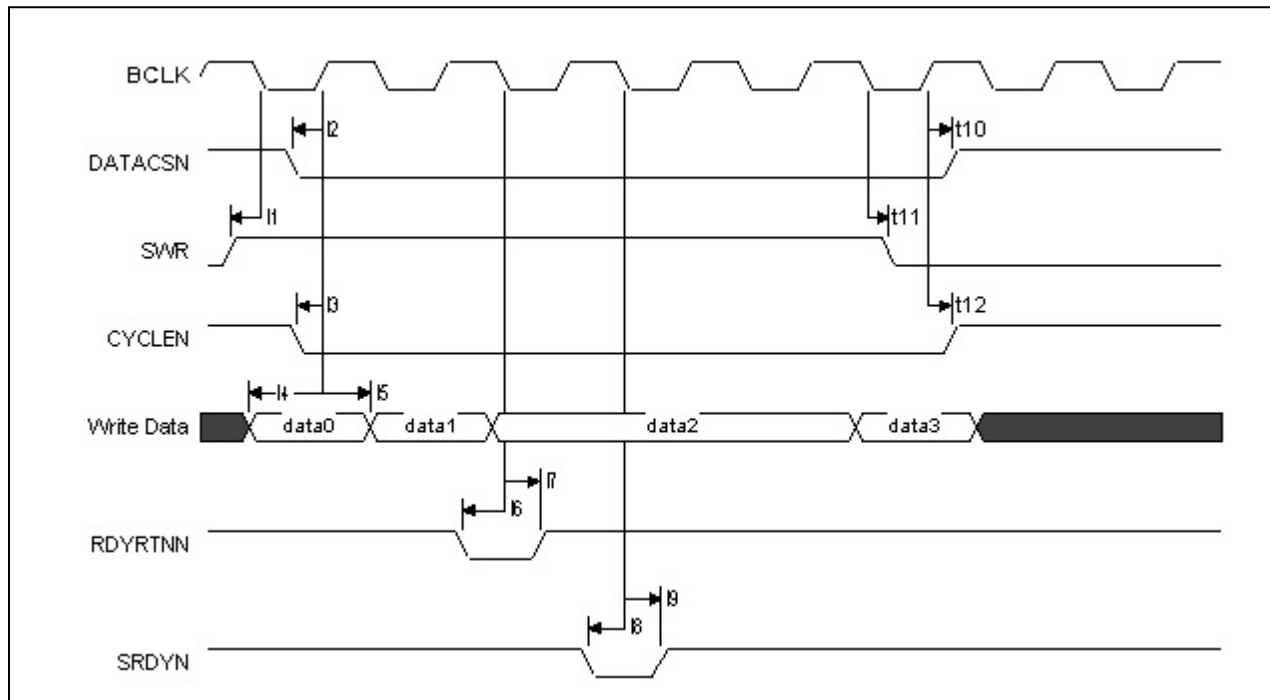 BCLK
t2 t10
DATACSN
t1 t11
SWR
t3 t12
CYCLEN
t4 t5
Write Data data0 data1 data2 data3
t7
t6
RDYRTNN
t9
t8
SRDYN